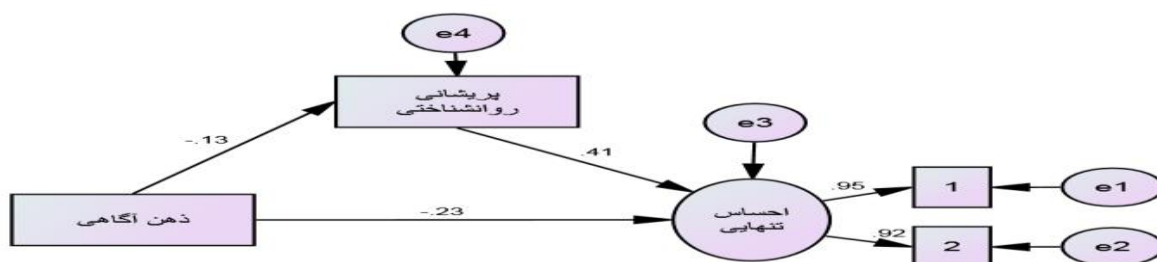 e4
پریشانی
روانشناختی
-.13
e3
.41
.95
1
e1
ذهن آگاهی
-.23
احساس
تنهایی
.92
2
e2